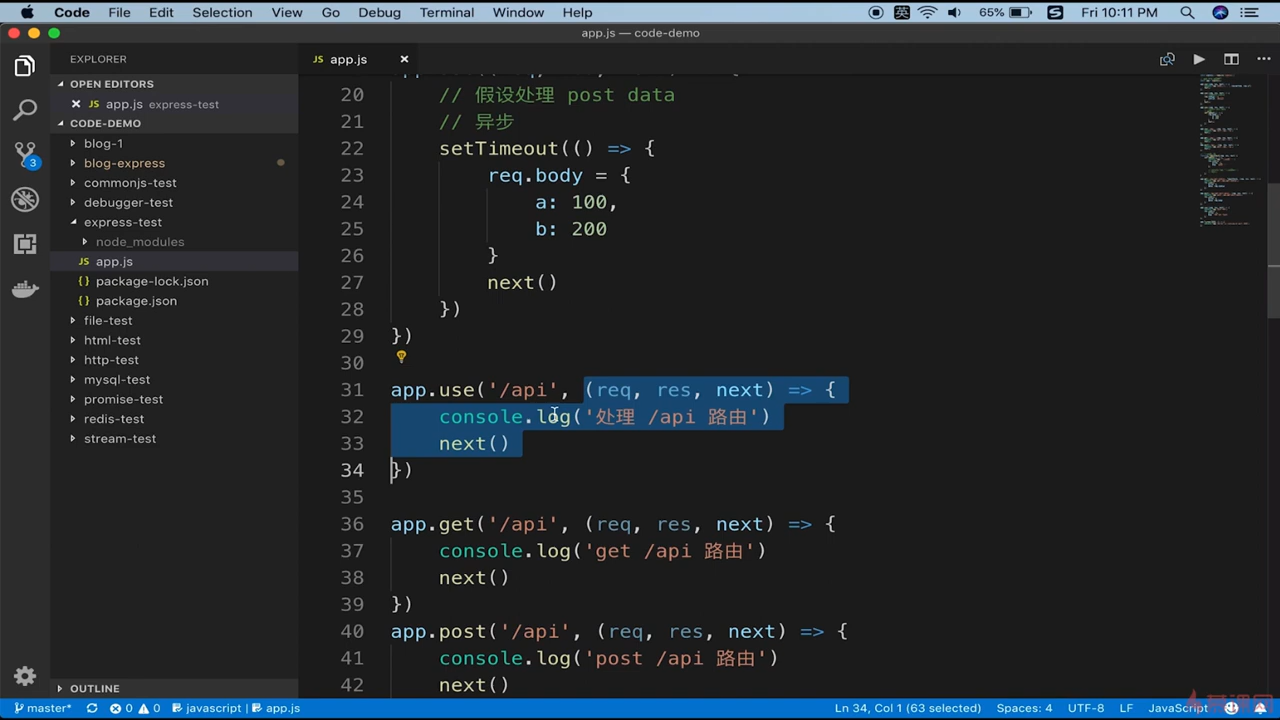 Code File Edit Selection View Go Debug Terminal Window Help 英 65% S Fri 10:11 PM
app.js — code-demo
EXPLORER
OPEN EDITORS
app.js express-test
CODE-DEMO
blog-1
blog-express
commonjs-test
debugger-test
express-test
node_modules
JS app.js
{} package-lock.json
{} package.json
file-test
html-test
http-test
mysql-test
promise-test
redis-test
stream-test
OUTLINE
3
JS app.js
20 // 假设处理 post data
21 // 异步
22 setTimeout(() => {
23 req.body = {
24 a: 100,
25 b: 200
26 }
27 next()
28 })
29 })
30
31 app.use('/api', (req, res, next) => {
32 console.log('处理 /api 路由')
33 next()
34 })
35
36 app.get('/api', (req, res, next) => {
37 console.log('get /api 路由')
38 next()
39 })
40 app.post('/api', (req, res, next) => {
41 console.log('post /api 路由')
42 next()
master* 0 0 javascript | app.js Ln 34, Col 1 (63 selected) Spaces: 4 UTF-8 LF JavaScript